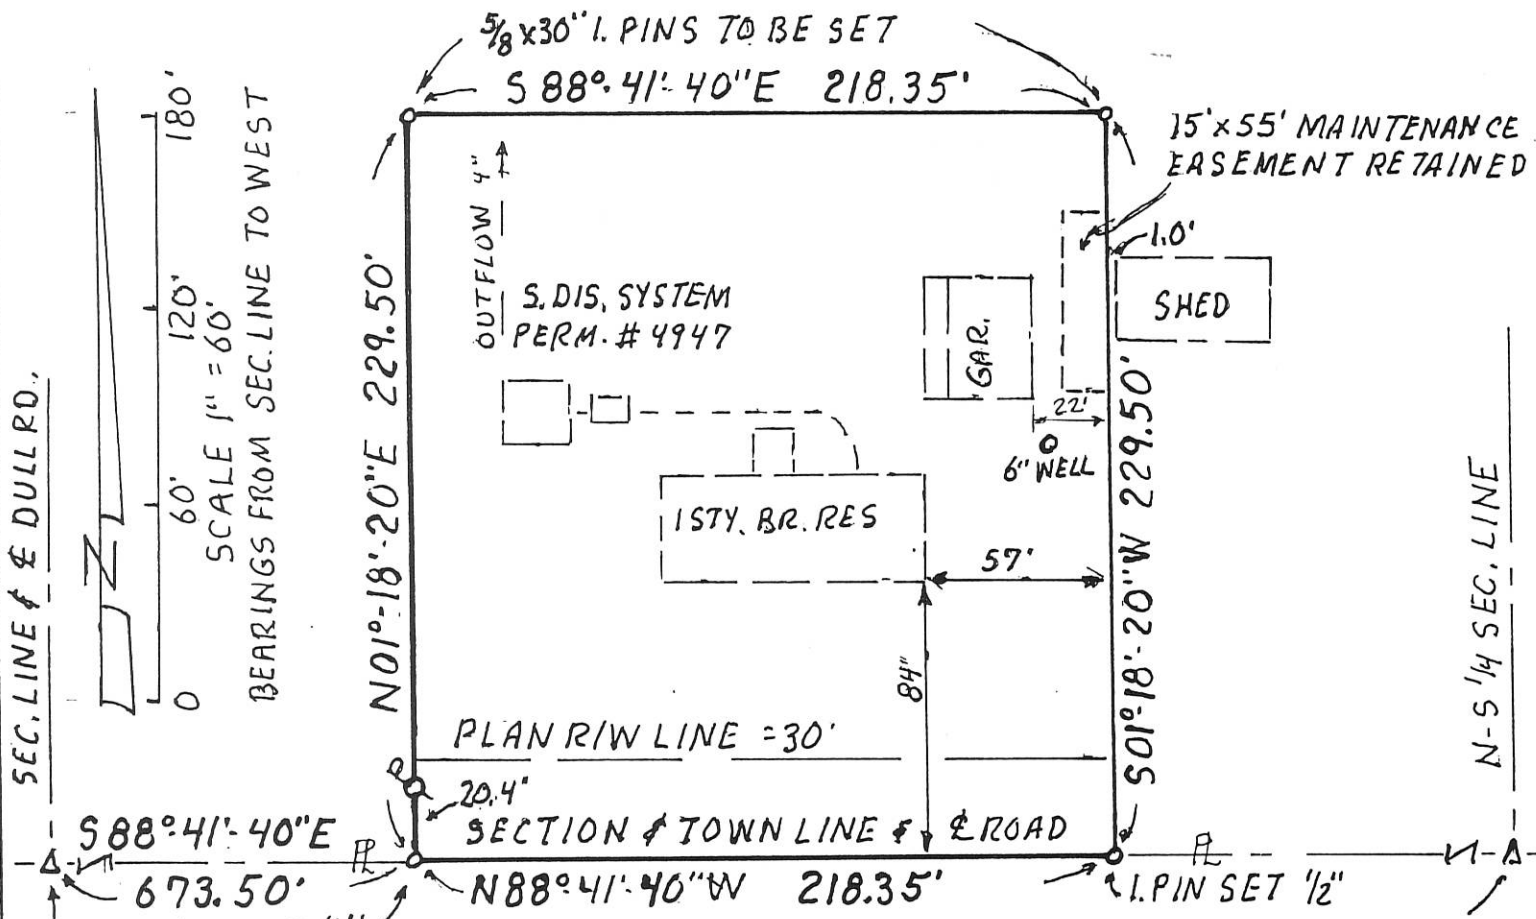 5/8 x 30" I. PINS TO BE SET
S 88°-41'-40"E 218.35'
15'x55' MAINTENANCE
EASEMENT RETAINED
1.0'
SHED
OUTFLOW 4"
S. DIS. SYSTEM
PERM. # 4947
GAR.
22'
6" WELL
1 STY. BR. RES
57'
84"
N01°-18'-20"E 229.50'
S01°-18'-20"W 229.50'
PLAN R/W LINE = 30'
20.4"
SECTION & TOWN LINE & ℄ ROAD
S88°-41'-40"E
673.50'
N88°-41'-40"W 218.35'
I. PIN SET 1/2"
PL
PL
SEC. LINE & ℄ DULL RD.,
N
0 60' 120' 180'
SCALE 1" = 60'
BEARINGS FROM SEC. LINE TO WEST
N-S 1/4 SEC. LINE